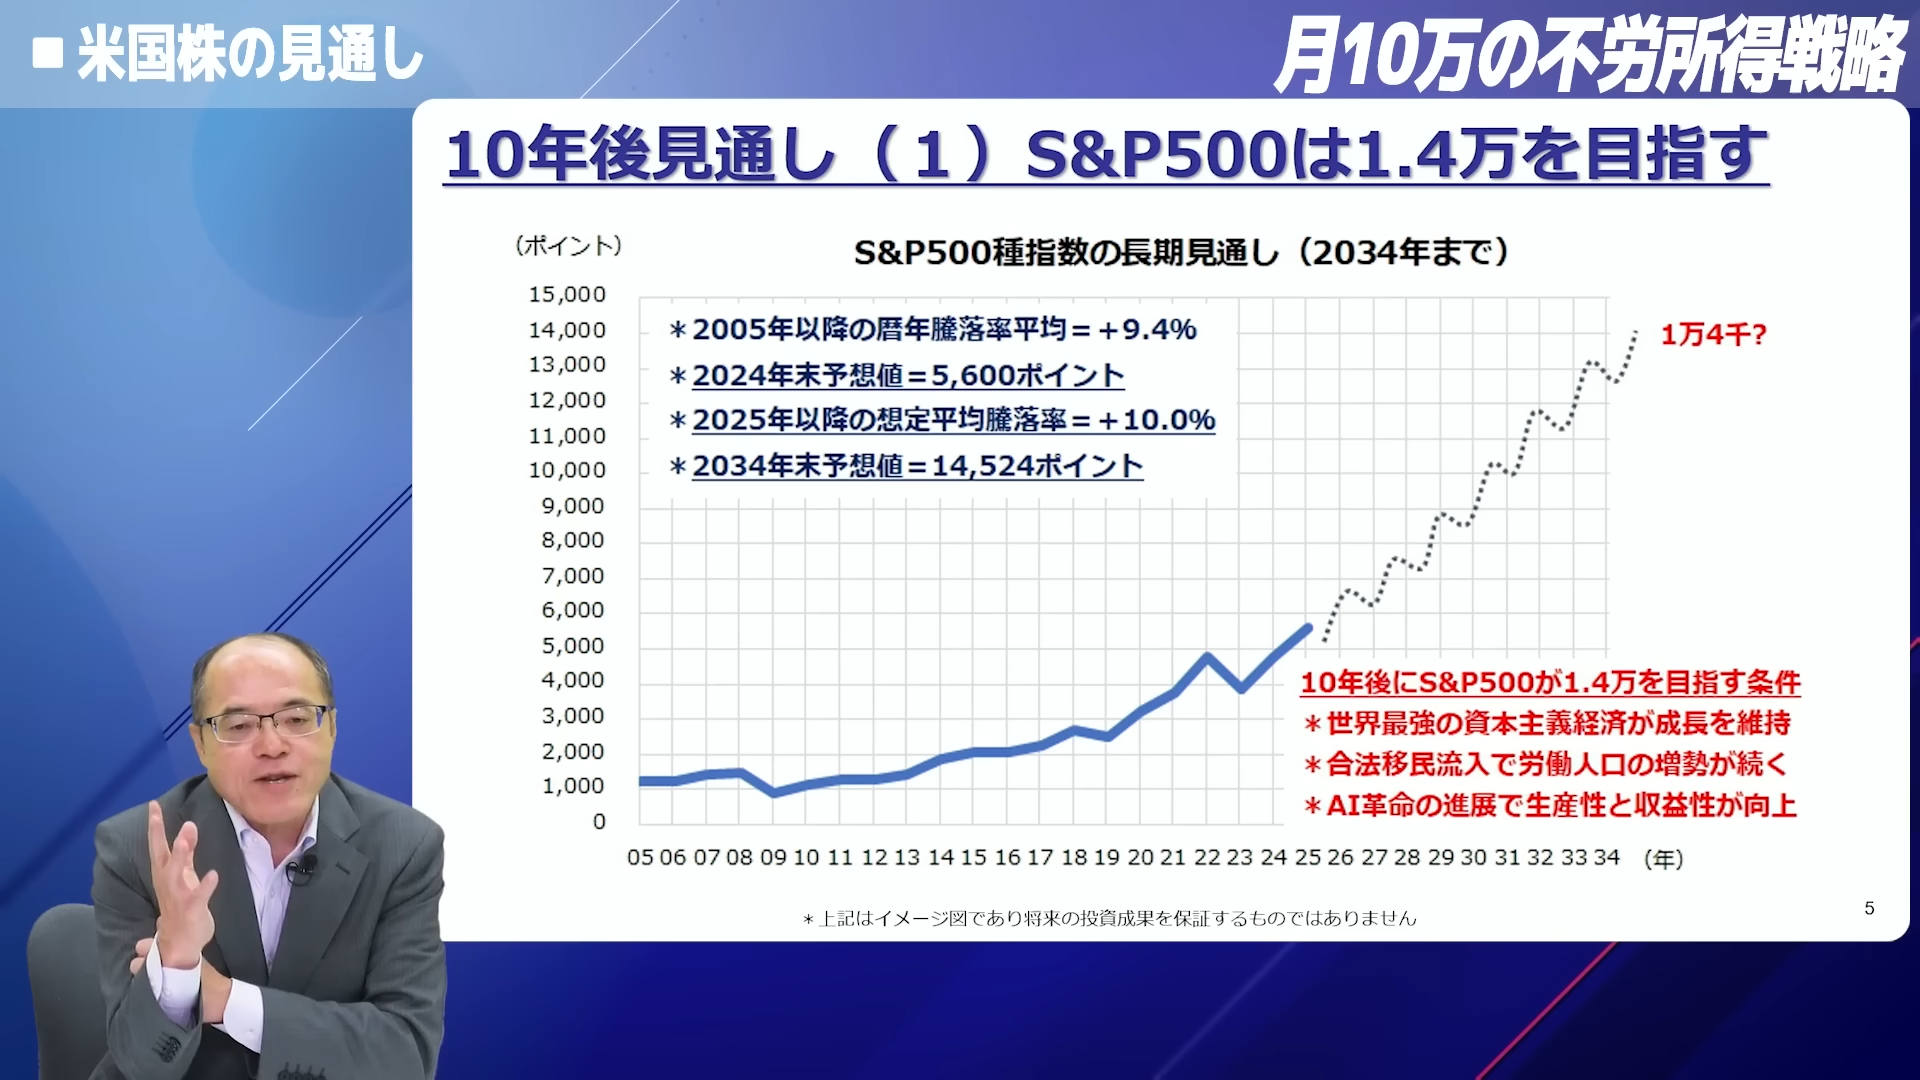 ■ 米国株の見通し
月10万の不労所得戦略
10年後見通し（１）S&P500は1.4万を目指す
（ポイント）
S&P500種指数の長期見通し（2034年まで）
15,000
14,000
13,000
12,000
11,000
10,000
9,000
8,000
7,000
6,000
5,000
4,000
3,000
2,000
1,000
0
＊2005年以降の暦年騰落率平均＝＋9.4%
＊2024年末予想値＝5,600ポイント
＊2025年以降の想定平均騰落率＝＋10.0%
＊2034年末予想値＝14,524ポイント
1万4千?
10年後にS&P500が1.4万を目指す条件
＊世界最強の資本主義経済が成長を維持
＊合法移民流入で労働人口の増勢が続く
＊AI革命の進展で生産性と収益性が向上
05 06 07 08 09 10 11 12 13 14 15 16 17 18 19 20 21 22 23 24 25 26 27 28 29 30 31 32 33 34 （年）
＊上記はイメージ図であり将来の投資成果を保証するものではありません
5